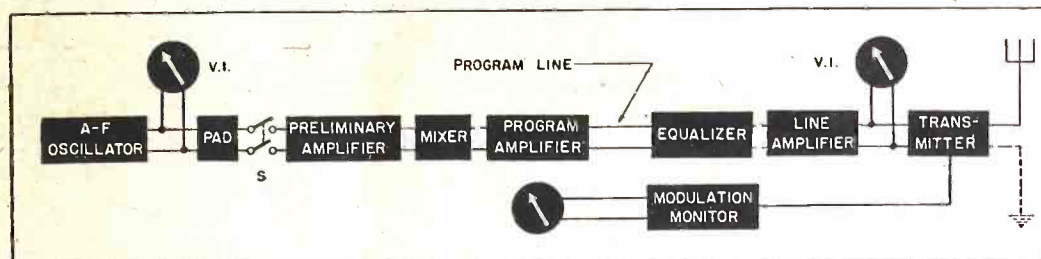 V.I.
PROGRAM LINE
V.I.
A-F
OSCILLATOR
PAD
S
PRELIMINARY
AMPLIFIER
MIXER
PROGRAM
AMPLIFIER
EQUALIZER
LINE
AMPLIFIER
TRANS-
MITTER
MODULATION
MONITOR